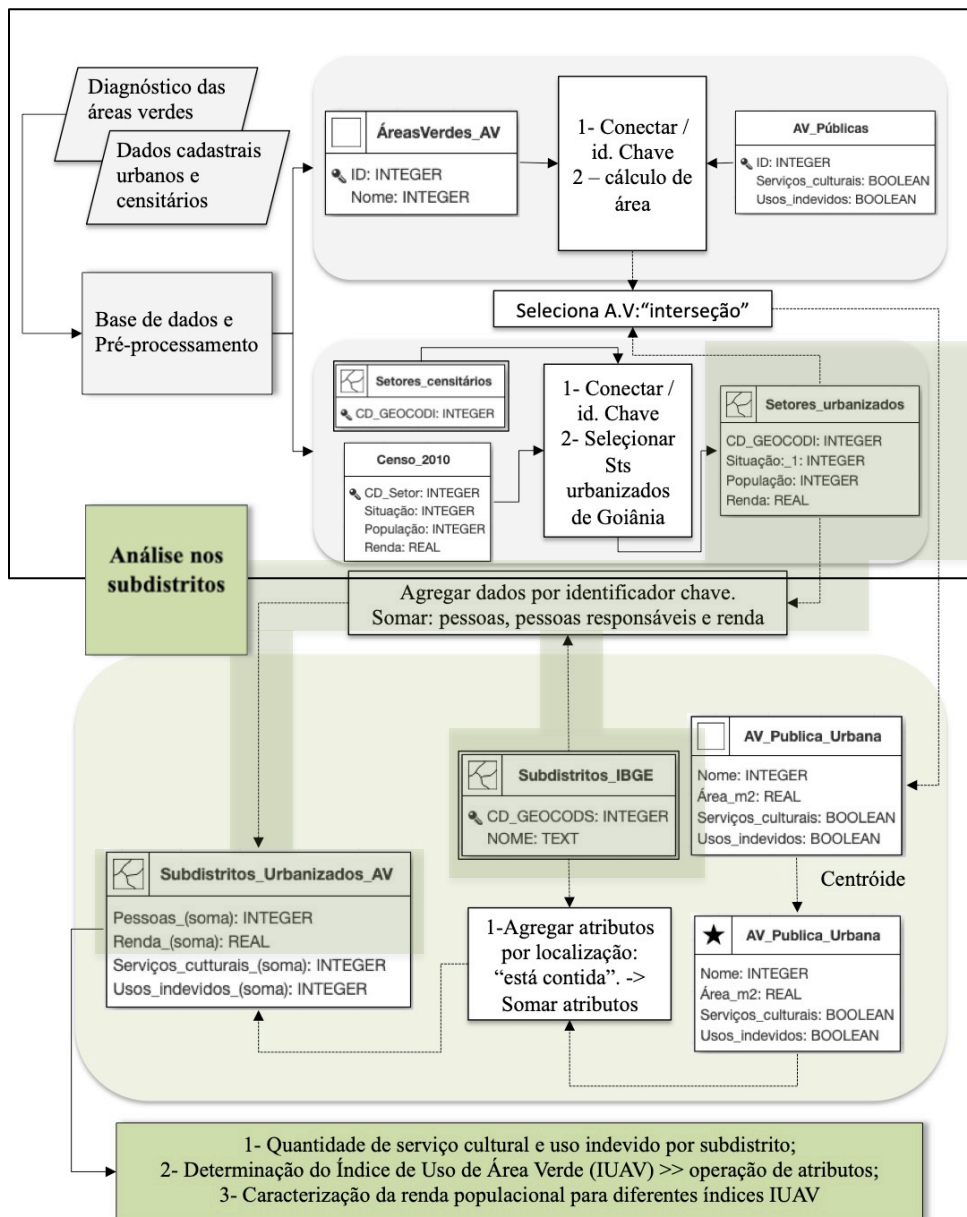 Diagnóstico das
áreas verdes
Dados cadastrais
urbanos e
censitários
Base de dados e
Pré-processamento
ÁreasVerdes_AV
ID: INTEGER
Nome: INTEGER
1- Conectar /
id. Chave
2 – cálculo de
área
AV_Públicas
ID: INTEGER
Serviços_culturais: BOOLEAN
Usos_indevidos: BOOLEAN
Seleciona A.V:“interseção”
Setores_censitários
CD_GEOCODI: INTEGER
Censo_2010
CD_Setor: INTEGER
Situação: INTEGER
População: INTEGER
Renda: REAL
1- Conectar /
id. Chave
2- Seleçionar
Sts
urbanizados
de Goiânia
Setores_urbanizados
CD_GEOCODI: INTEGER
Situação:_1: INTEGER
População: INTEGER
Renda: REAL
Análise nos
subdistritos
Agregar dados por identificador chave.
Somar: pessoas, pessoas responsáveis e renda
Subdistritos_IBGE
CD_GEOCODS: INTEGER
NOME: TEXT
AV_Publica_Urbana
Nome: INTEGER
Área_m2: REAL
Serviços_culturais: BOOLEAN
Usos_indevidos: BOOLEAN
Centróide
Subdistritos_Urbanizados_AV
Pessoas_(soma): INTEGER
Renda_(soma): REAL
Serviços_cutturais_(soma): INTEGER
Usos_indevidos_(soma): INTEGER
1-Agregar atributos
por localização:
“está contida”. ->
Somar atributos
AV_Publica_Urbana
Nome: INTEGER
Área_m2: REAL
Serviços_culturais: BOOLEAN
Usos_indevidos: BOOLEAN
1- Quantidade de serviço cultural e uso indevido por subdistrito;
2- Determinação do Índice de Uso de Área Verde (IUAV) >> operação de atributos;
3- Caracterização da renda populacional para diferentes índices IUAV